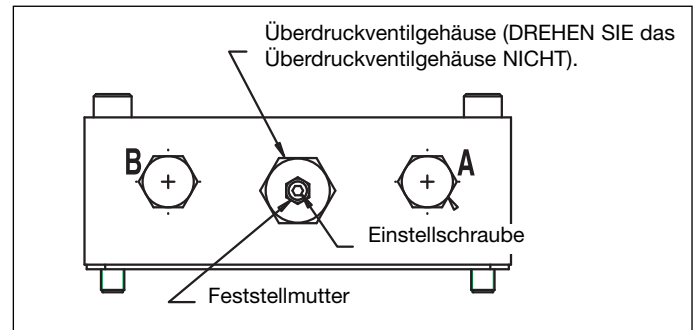 Überdruckventilgehäuse (DREHEN SIE das
Überdruckventilgehäuse NICHT).
B
A
Einstellschraube
Feststellmutter